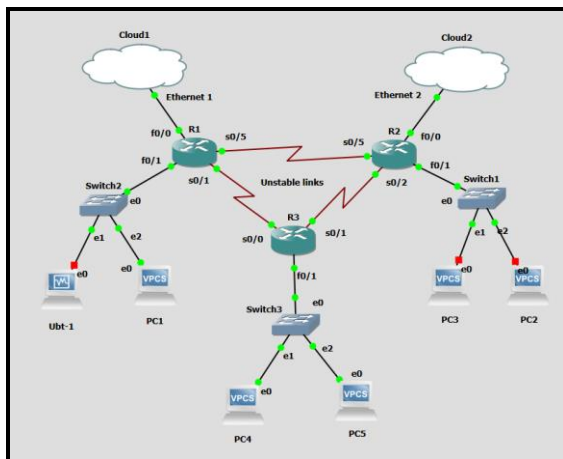 Cloud1
Cloud2
Ethernet 1
Ethernet 2
f0/0
R1
s0/5
s0/5
R2
f0/0
f0/1
f0/1
Switch2
s0/1
Unstable links
s0/2
Switch1
e0
e0
R3
e1
e2
s0/0
s0/1
e1
e2
e0
e0
f0/1
e0
e0
VPCS
VPCS
VPCS
Ubt-1
PC1
Switch3
e0
PC3
PC2
e1
e2
e0
e0
VPCS
VPCS
PC4
PC5